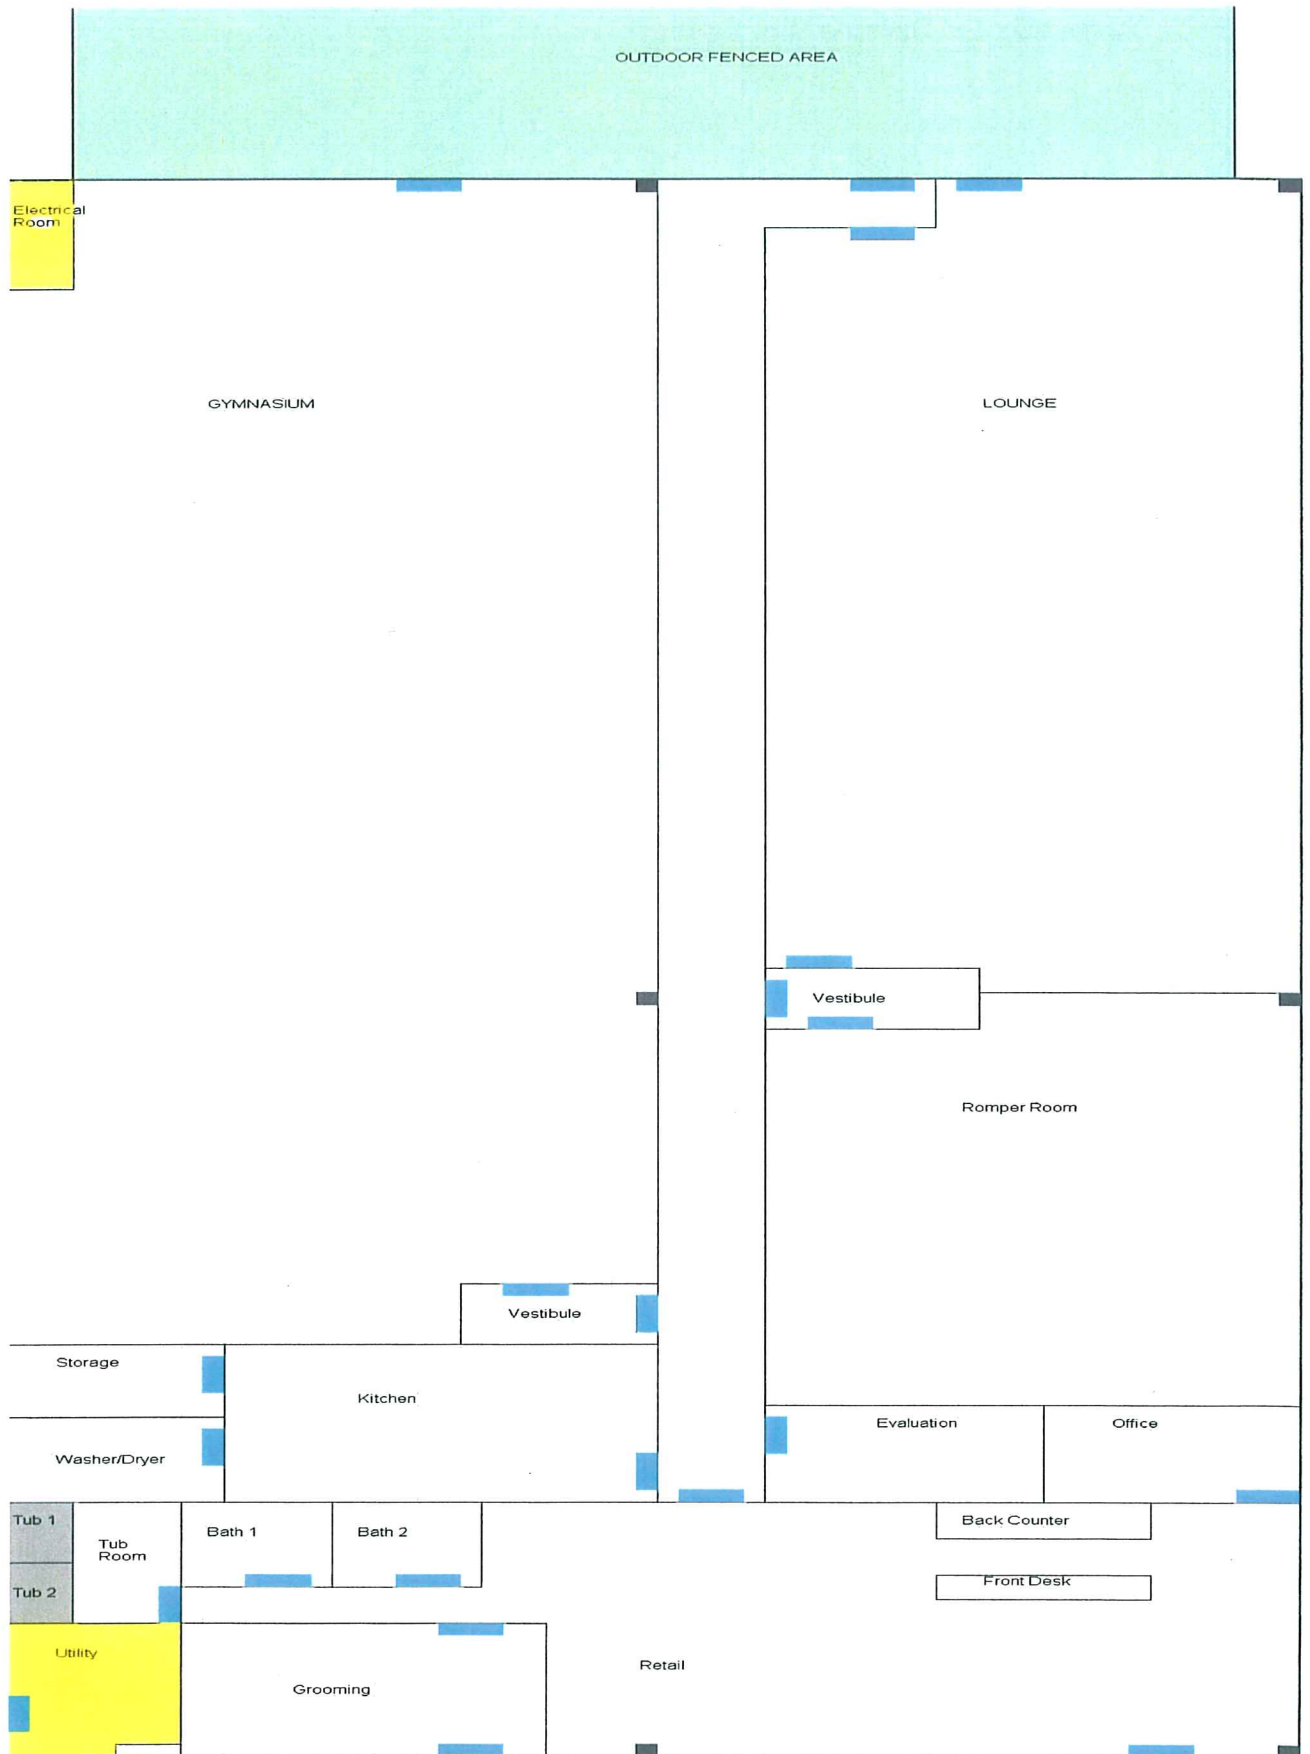 OUTDOOR FENCED AREA
Electrical
Room
GYMNASIUM
LOUNGE
Vestibule
Romper Room
Vestibule
Storage
Kitchen
Evaluation
Office
Washer/Dryer
Tub 1
Tub
Room
Bath 1
Bath 2
Back Counter
Tub 2
Front Desk
Utility
Retail
Grooming